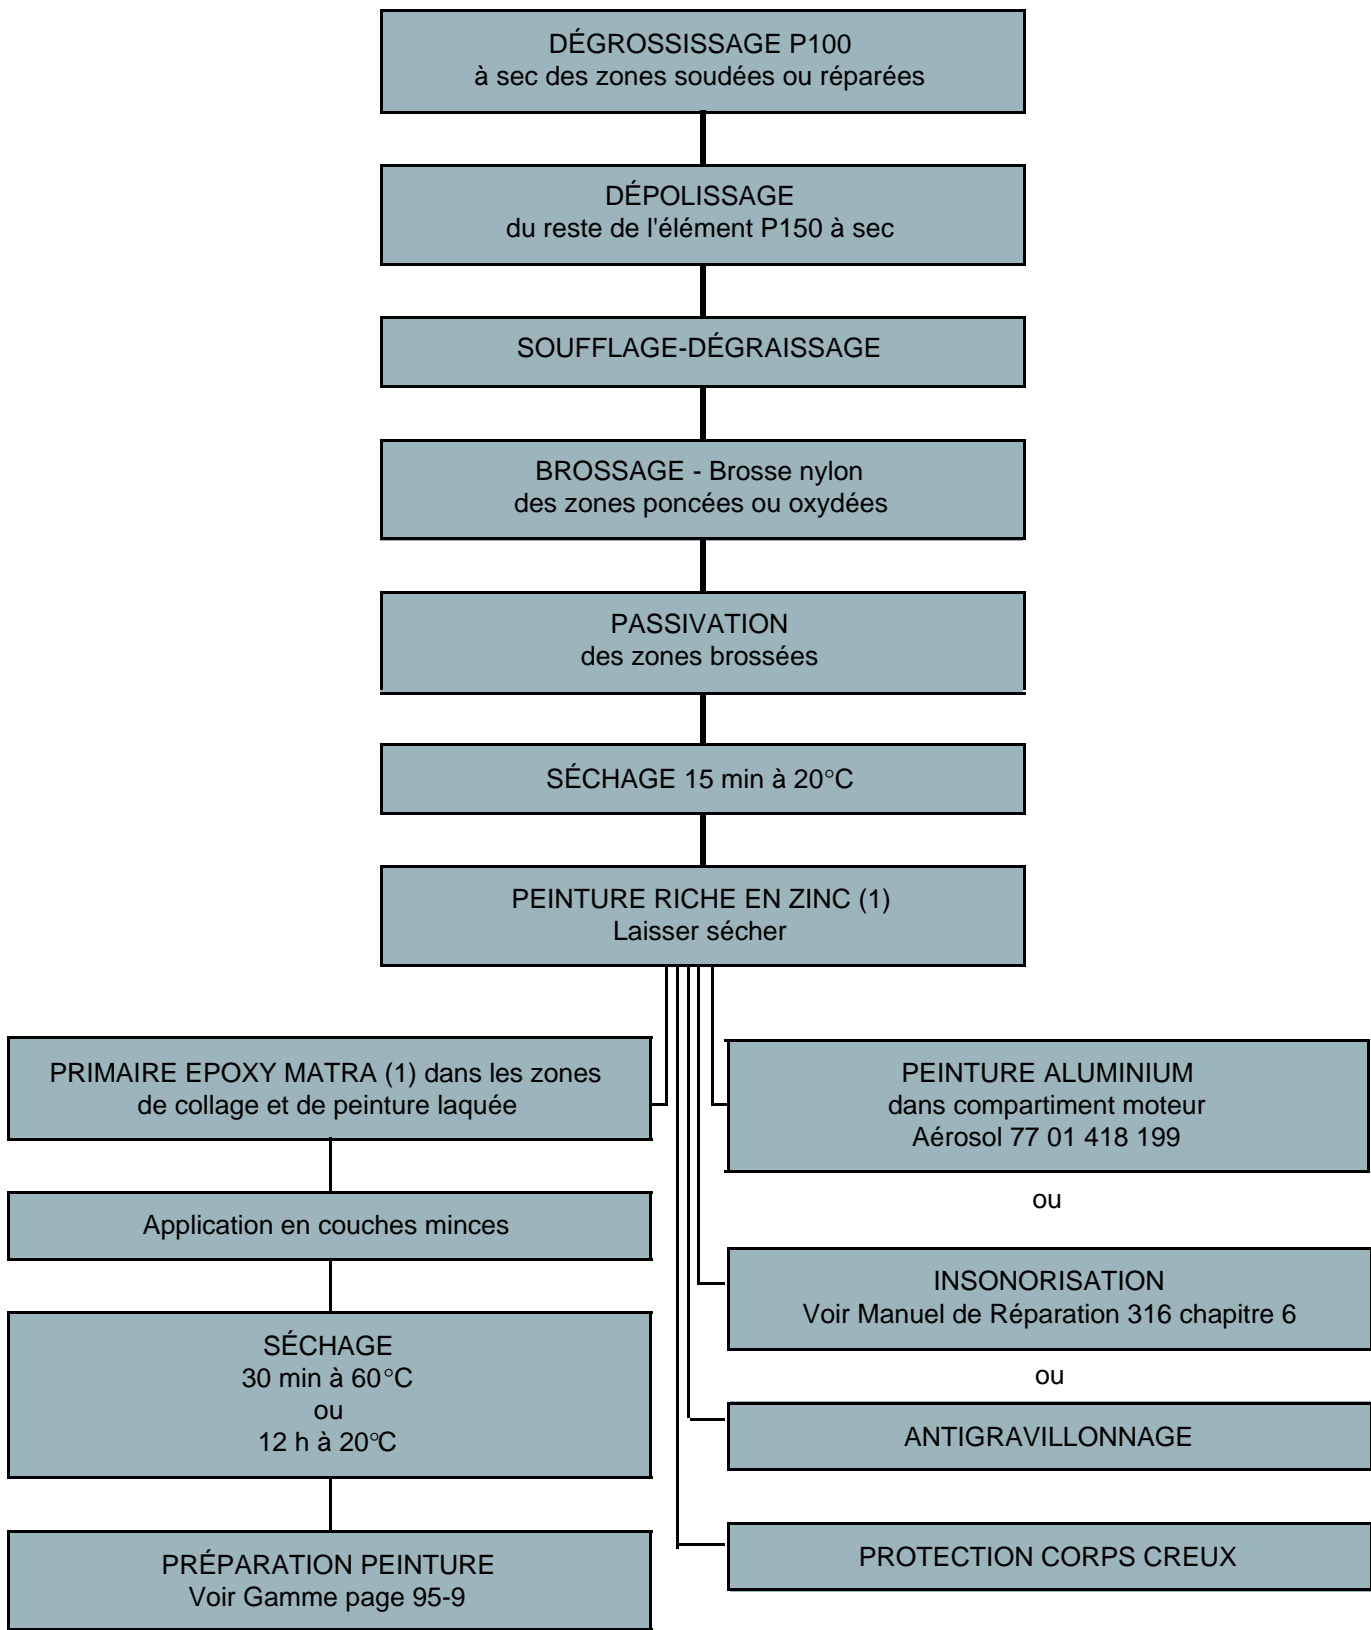 DÉGROSSISSAGE P100
à sec des zones soudées ou réparées
DÉPOLISSAGE
du reste de l'élément P150 à sec
SOUFFLAGE-DÉGRAISSAGE
BROSSAGE - Brosse nylon
des zones poncées ou oxydées
PASSIVATION
des zones brossées
SÉCHAGE 15 min à 20°C
PEINTURE RICHE EN ZINC (1)
Laisser sécher
PRIMAIRE EPOXY MATRA (1) dans les zones
de collage et de peinture laquée
Application en couches minces
SÉCHAGE
30 min à 60°C
ou
12 h à 20°C
PRÉPARATION PEINTURE
Voir Gamme page 95-9
PEINTURE ALUMINIUM
dans compartiment moteur
Aérosol 77 01 418 199
ou
INSONORISATION
Voir Manuel de Réparation 316 chapitre 6
ou
ANTIGRAVILLONNAGE
PROTECTION CORPS CREUX